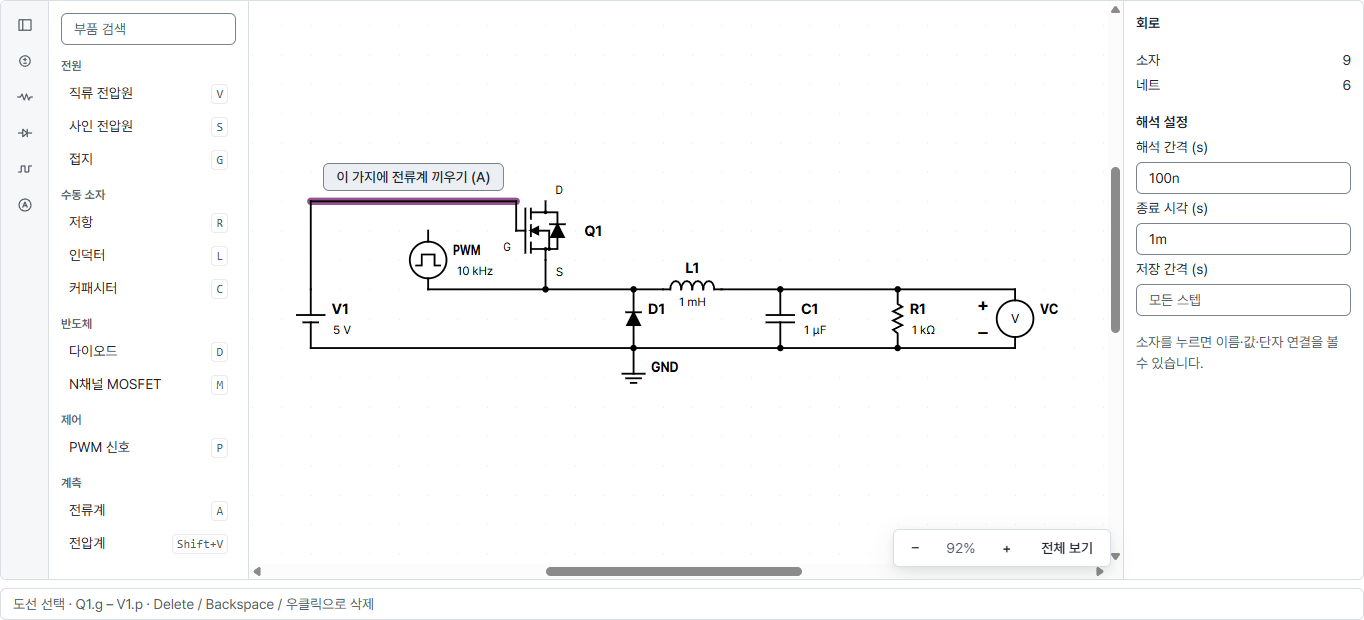 부품 검색
전원
직류 전압원 V
사인 전압원 S
접지 G
수동 소자
저항 R
인덕터 L
커패시터 C
반도체
다이오드 D
N채널 MOSFET M
제어
PWM 신호 P
계측
전류계 A
전압계 Shift+V
이 가지에 전류계 끼우기 (A)
D
Q1
G
S
PWM
10 kHz
L1
1 mH
V1
5 V
D1
C1
1 μF
R1
1 kΩ
+
V
−
VC
GND
− 92% + 전체 보기
회로
소자 9
네트 6
해석 설정
해석 간격 (s)
100n
종료 시각 (s)
1m
저장 간격 (s)
모든 스텝
소자를 누르면 이름·값·단자 연결을 볼
수 있습니다.
도선 선택 · Q1.g – V1.p · Delete / Backspace / 우클릭으로 삭제